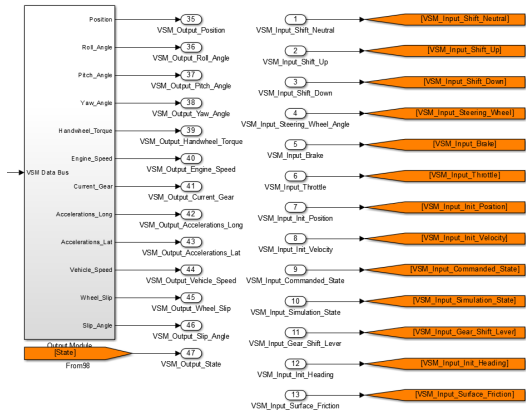 Position
35
VSM_Output_Position
Roll_Angle
36
VSM_Output_Roll_Angle
Pitch_Angle
37
VSM_Output_Pitch_Angle
Yaw_Angle
38
VSM_Output_Yaw_Angle
Handwheel_Torque
39
VSM_Output_Handwheel_Torque
Engine_Speed
40
VSM_Output_Engine_Speed
VSM Data Bus
Current_Gear
41
VSM_Output_Current_Gear
Accelerations_Long
42
VSM_Output_Accelerations_Long
Accelerations_Lat
43
VSM_Output_Accelerations_Lat
Vehicle_Speed
44
VSM_Output_Vehicle_Speed
Wheel_Slip
45
VSM_Output_Wheel_Slip
Slip_Angle
46
VSM_Output_Slip_Angle
Output Module
[State]
47
From98
VSM_Output_State
1
[VSM_Input_Shift_Neutral]
VSM_Input_Shift_Neutral
2
[VSM_Input_Shift_Up]
VSM_Input_Shift_Up
3
[VSM_Input_Shift_Down]
VSM_Input_Shift_Down
4
[VSM_Input_Steering_Wheel]
VSM_Input_Steering_Wheel_Angle
5
[VSM_Input_Brake]
VSM_Input_Brake
6
[VSM_Input_Throttle]
VSM_Input_Throttle
7
[VSM_Input_Init_Position]
VSM_Input_Init_Position
8
[VSM_Input_Init_Velocity]
VSM_Input_Init_Velocity
9
[VSM_Input_Commanded_State]
VSM_Input_Commanded_State
10
[VSM_Input_Simulation_State]
VSM_Input_Simulation_State
11
[VSM_Input_Gear_Shift_Lever]
VSM_Input_Gear_Shift_Lever
12
[VSM_Input_Init_Heading]
VSM_Input_Init_Heading
13
[VSM_Input_Surface_Friction]
VSM_Input_Surface_Friction